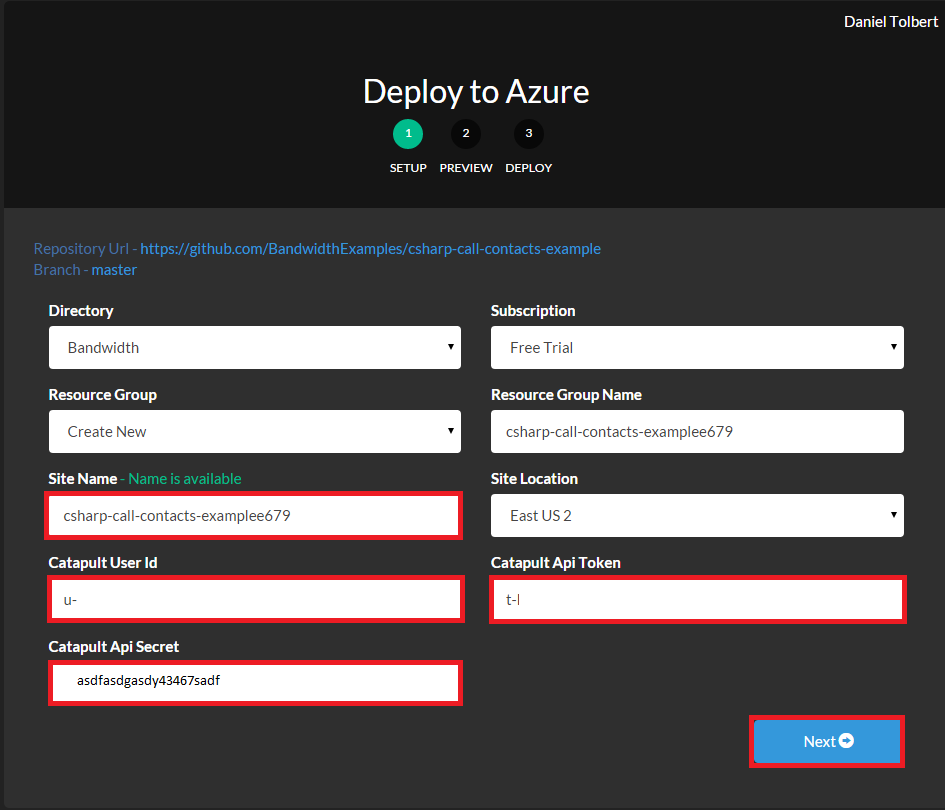 Daniel Tolbert
Deploy to Azure
1 2 3
SETUP PREVIEW DEPLOY
Repository Url - https://github.com/BandwidthExamples/csharp-call-contacts-example
Branch - master
Directory Subscription
Bandwidth Free Trial
Resource Group Resource Group Name
Create New csharp-call-contacts-examplee679
Site Name - Name is available Site Location
csharp-call-contacts-examplee679 East US 2
Catapult User Id Catapult Api Token
u- t-l
Catapult Api Secret
asdfasdgasdy43467sadf
Next